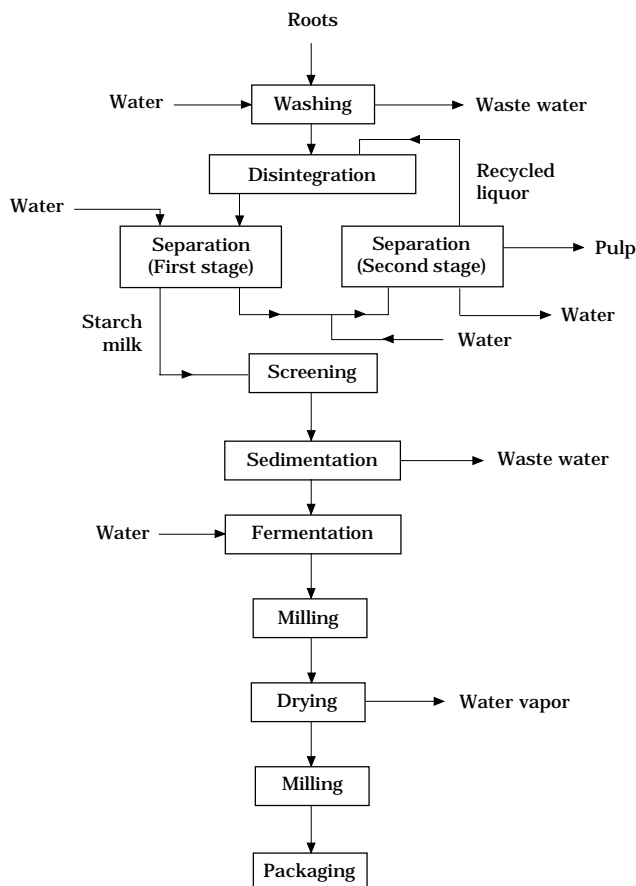 Roots
Water
Washing
Waste water
Disintegration
Recycled
liquor
Water
Separation
(First stage)
Separation
(Second stage)
Pulp
Starch
milk
Water
Water
Screening
Sedimentation
Waste water
Water
Fermentation
Milling
Drying
Water vapor
Milling
Packaging